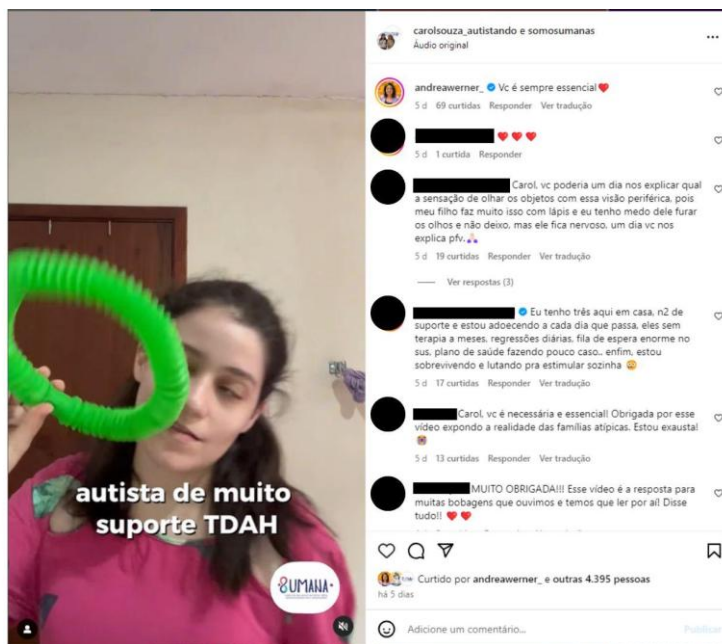 carolsouza_autistando e somosumanas
Áudio original
andreawerner_ Vc é sempre essencial
5 d 69 curtidas Responder Ver tradução
5 d 1 curtida Responder
Carol, vc poderia um dia nos explicar qual
a sensação de olhar os objetos com essa visão periférica, pois
meu filho faz muito isso com lápis e eu tenho medo dele furar
os olhos e não deixo, mas ele fica nervoso, um dia vc nos
explica pfv.
5 d 19 curtidas Responder Ver tradução
Ver respostas (3)
Eu tenho três aqui em casa, n2 de
suporte e estou adoecendo a cada dia que passa, eles sem
terapia a meses, regressões diárias, fila de espera enorme no
sus, plano de saúde fazendo pouco caso.. enfim, estou
sobrevivendo e lutando pra estimular sozinha
5 d 17 curtidas Responder Ver tradução
Carol, vc é necessária e essencial! Obrigada por esse
vídeo expondo a realidade das famílias atípicas. Estou exausta!
5 d 13 curtidas Responder Ver tradução
MUITO OBRIGADA!!! Esse vídeo é a resposta para
muitas bobagens que ouvimos e temos que ler por aí! Disse
tudo!!
Curtido por andreawerner_ e outras 4.395 pessoas
há 5 dias
Adicione um comentário...
Publicar
autista de muito
suporte TDAH
UMANA